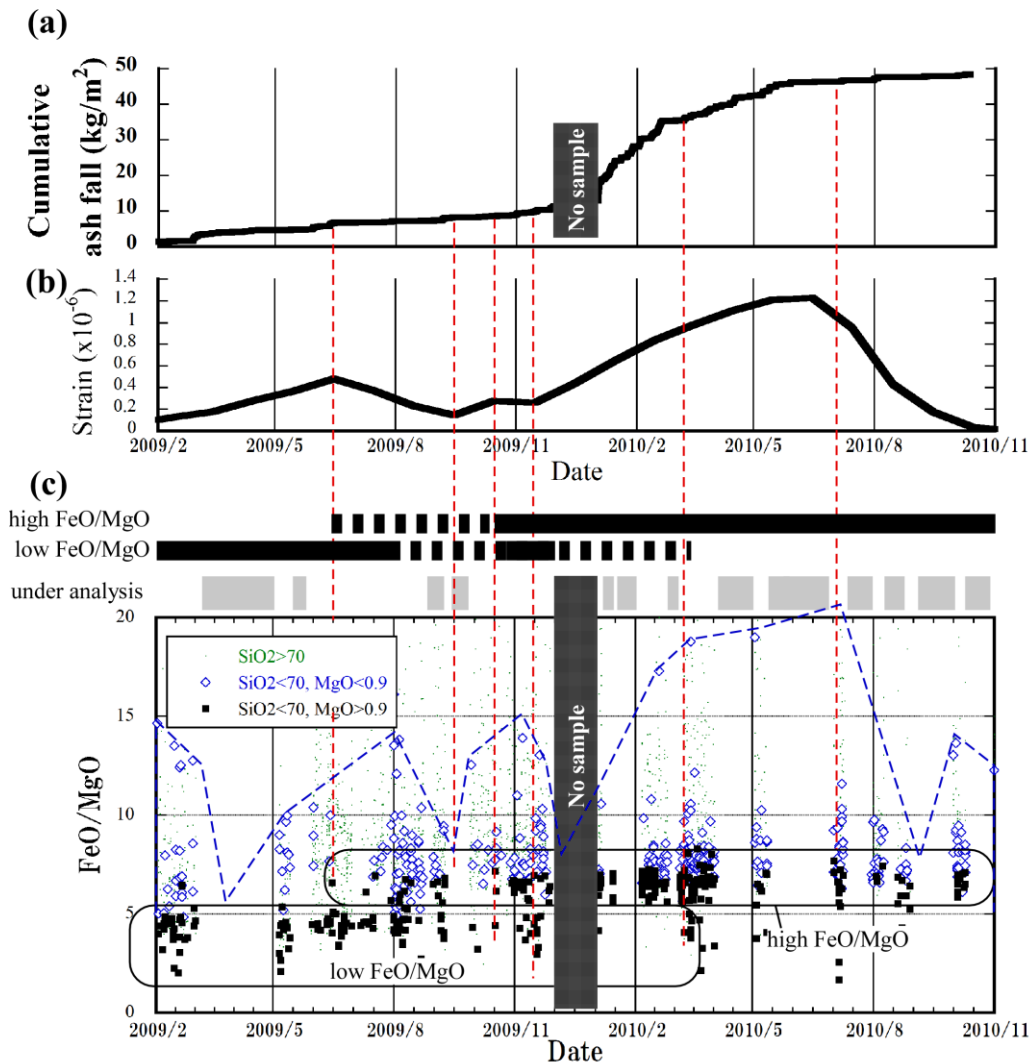 (a)
Cumulative
ash fall (kg/m2)
50
40
30
20
10
0
No sample
(b)
Strain (x10-6)
1.4
1.2
1
0.8
0.6
0.4
0.2
0
2009/2 2009/5 2009/8 2009/11 2010/2 2010/5 2010/8 2010/11
Date
(c)
high FeO/MgO
low FeO/MgO
under analysis
FeO/MgO
20
15
10
5
0
SiO2>70
SiO2<70, MgO<0.9
SiO2<70, MgO>0.9
No sample
high FeO/MgO
low FeO/MgO
2009/2 2009/5 2009/8 2009/11 2010/2 2010/5 2010/8 2010/11
Date